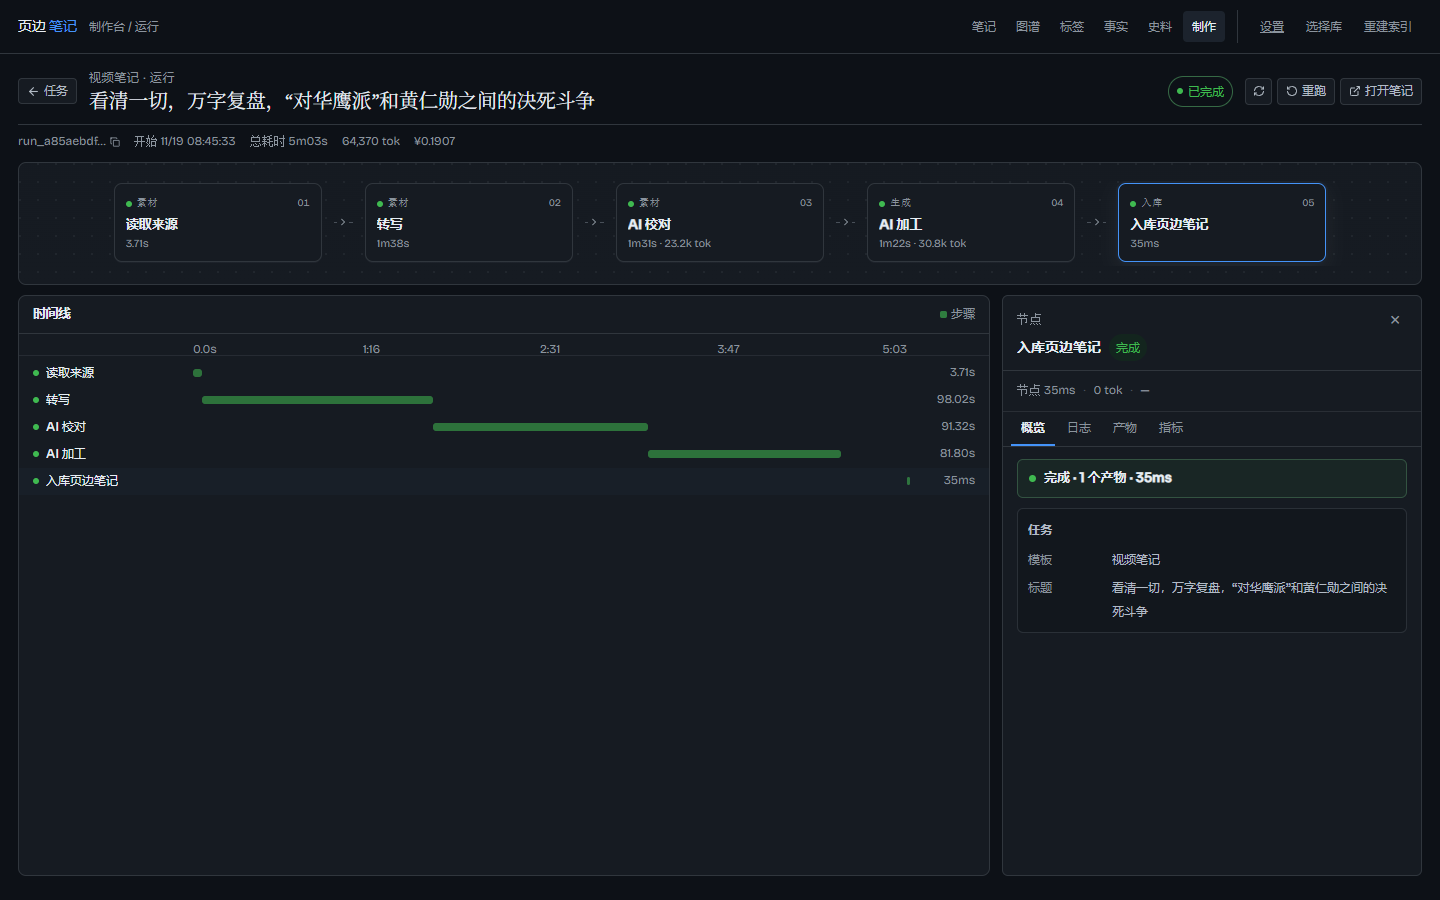 页边 笔记 制作台 / 运行 笔记 图谱 标签 事实 史料 制作 设置 选择库 重建索引
← 任务 视频笔记 · 运行
看清一切，万字复盘，“对华鹰派”和黄仁勋之间的决死斗争 已完成 重跑 打开笔记
run_a85aebdf... 开始 11/19 08:45:33 总耗时 5m03s 64,370 tok ¥0.1907
素材 01
读取来源
3.71s
素材 02
转写
1m38s
素材 03
AI 校对
1m31s · 23.2k tok
生成 04
AI 加工
1m22s · 30.8k tok
入库 05
入库页边笔记
35ms
时间线 步骤
0.0s 1:16 2:31 3:47 5:03
读取来源 3.71s
转写 98.02s
AI 校对 91.32s
AI 加工 81.80s
入库页边笔记 35ms
节点
入库页边笔记 完成
节点 35ms · 0 tok · —
概览 日志 产物 指标
完成 · 1 个产物 · 35ms
任务
模板 视频笔记
标题 看清一切，万字复盘，“对华鹰派”和黄仁勋之间的决
死斗争